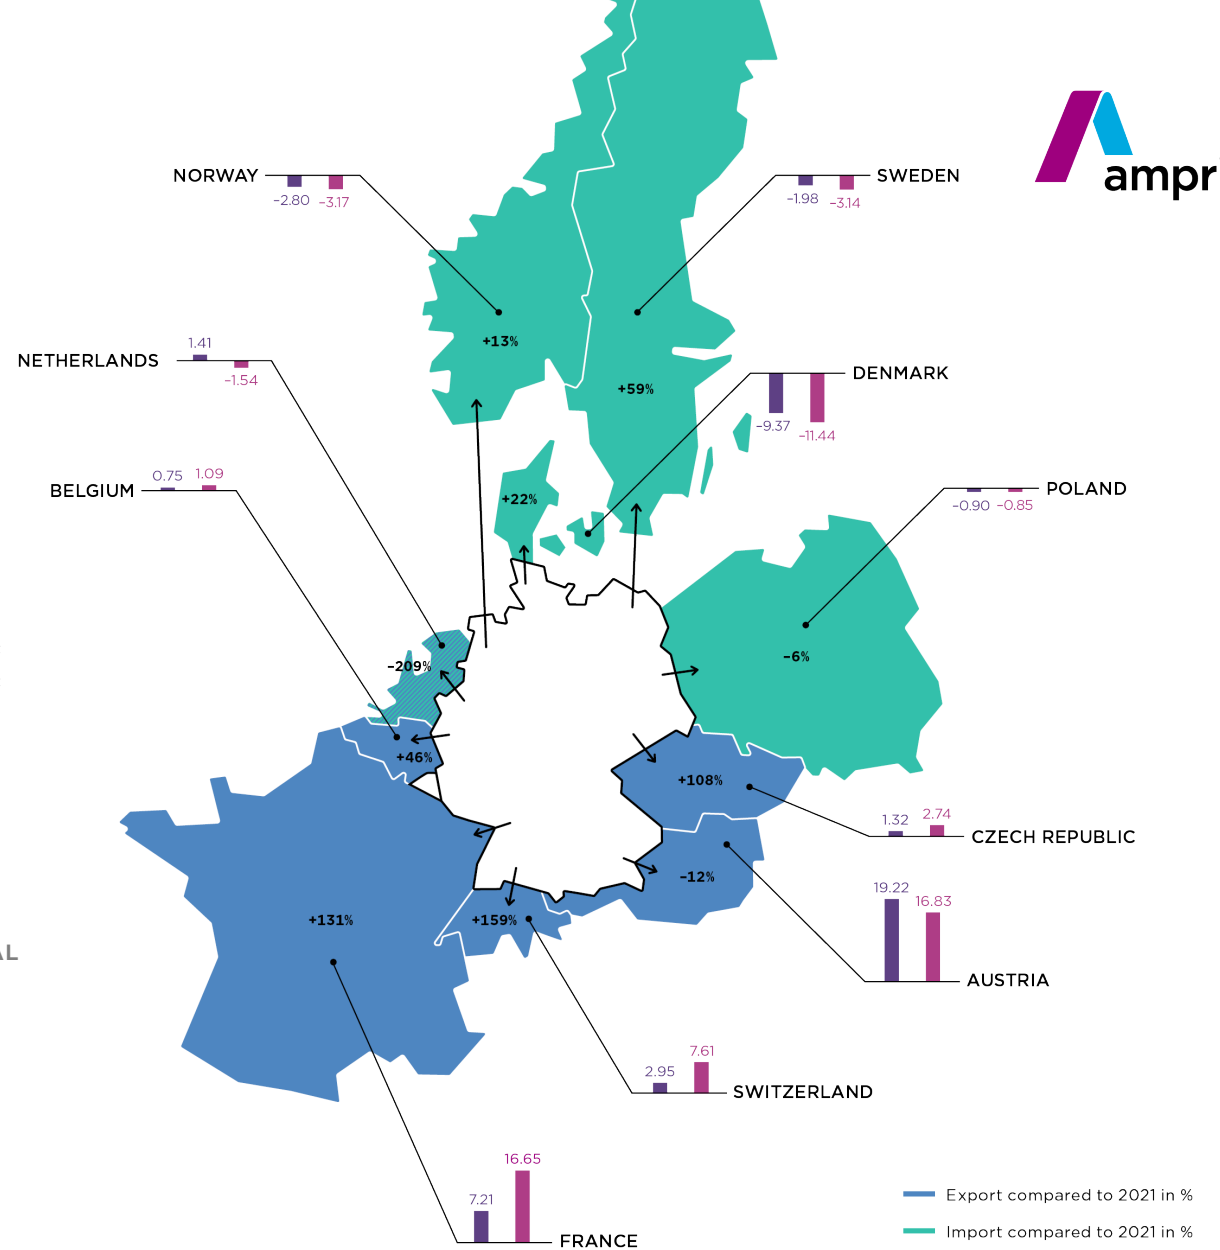 ampr
NORWAY
−2.80
−3.17
SWEDEN
−1.98
−3.14
+13%
NETHERLANDS
1.41
−1.54
+59%
DENMARK
−9.37
−11.44
BELGIUM
0.75
1.09
+22%
POLAND
−0.90
−0.85
−209%
−6%
+46%
+108%
CZECH REPUBLIC
1.32
2.74
−12%
+131%
+159%
19.22
16.83
AUSTRIA
AL
2.95
7.61
SWITZERLAND
7.21
16.65
FRANCE
Export compared to 2021 in %
Import compared to 2021 in %